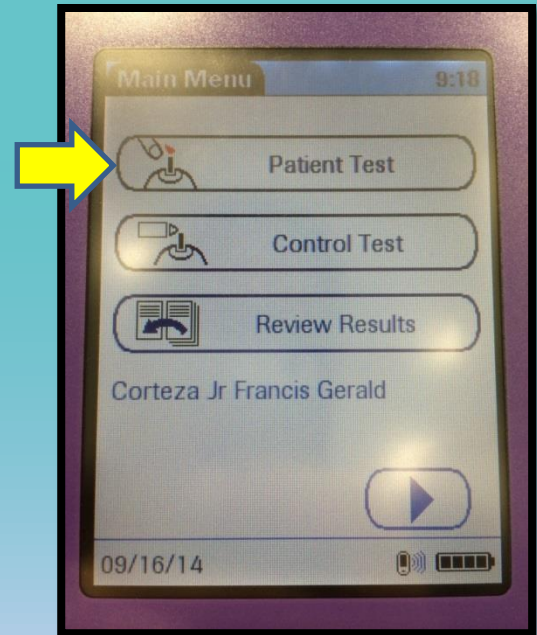 Main Menu 9:18
Patient Test
Control Test
Review Results
Corteza Jr Francis Gerald
09/16/14